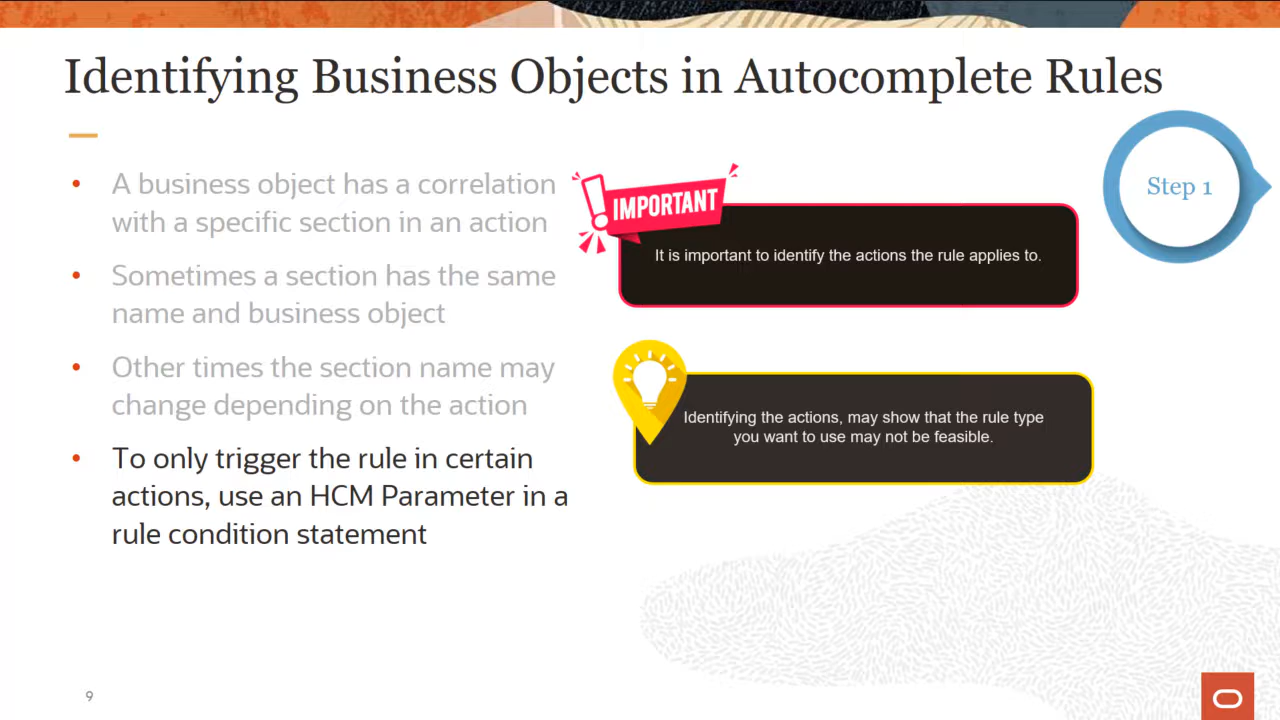 Identifying Business Objects in Autocomplete Rules
• A business object has a correlation
with a specific section in an action
• Sometimes a section has the same
name and business object
• Other times the section name may
change depending on the action
• To only trigger the rule in certain
actions, use an HCM Parameter in a
rule condition statement
IMPORTANT
It is important to identify the actions the rule applies to.
Identifying the actions, may show that the rule type
you want to use may not be feasible.
Step 1
9